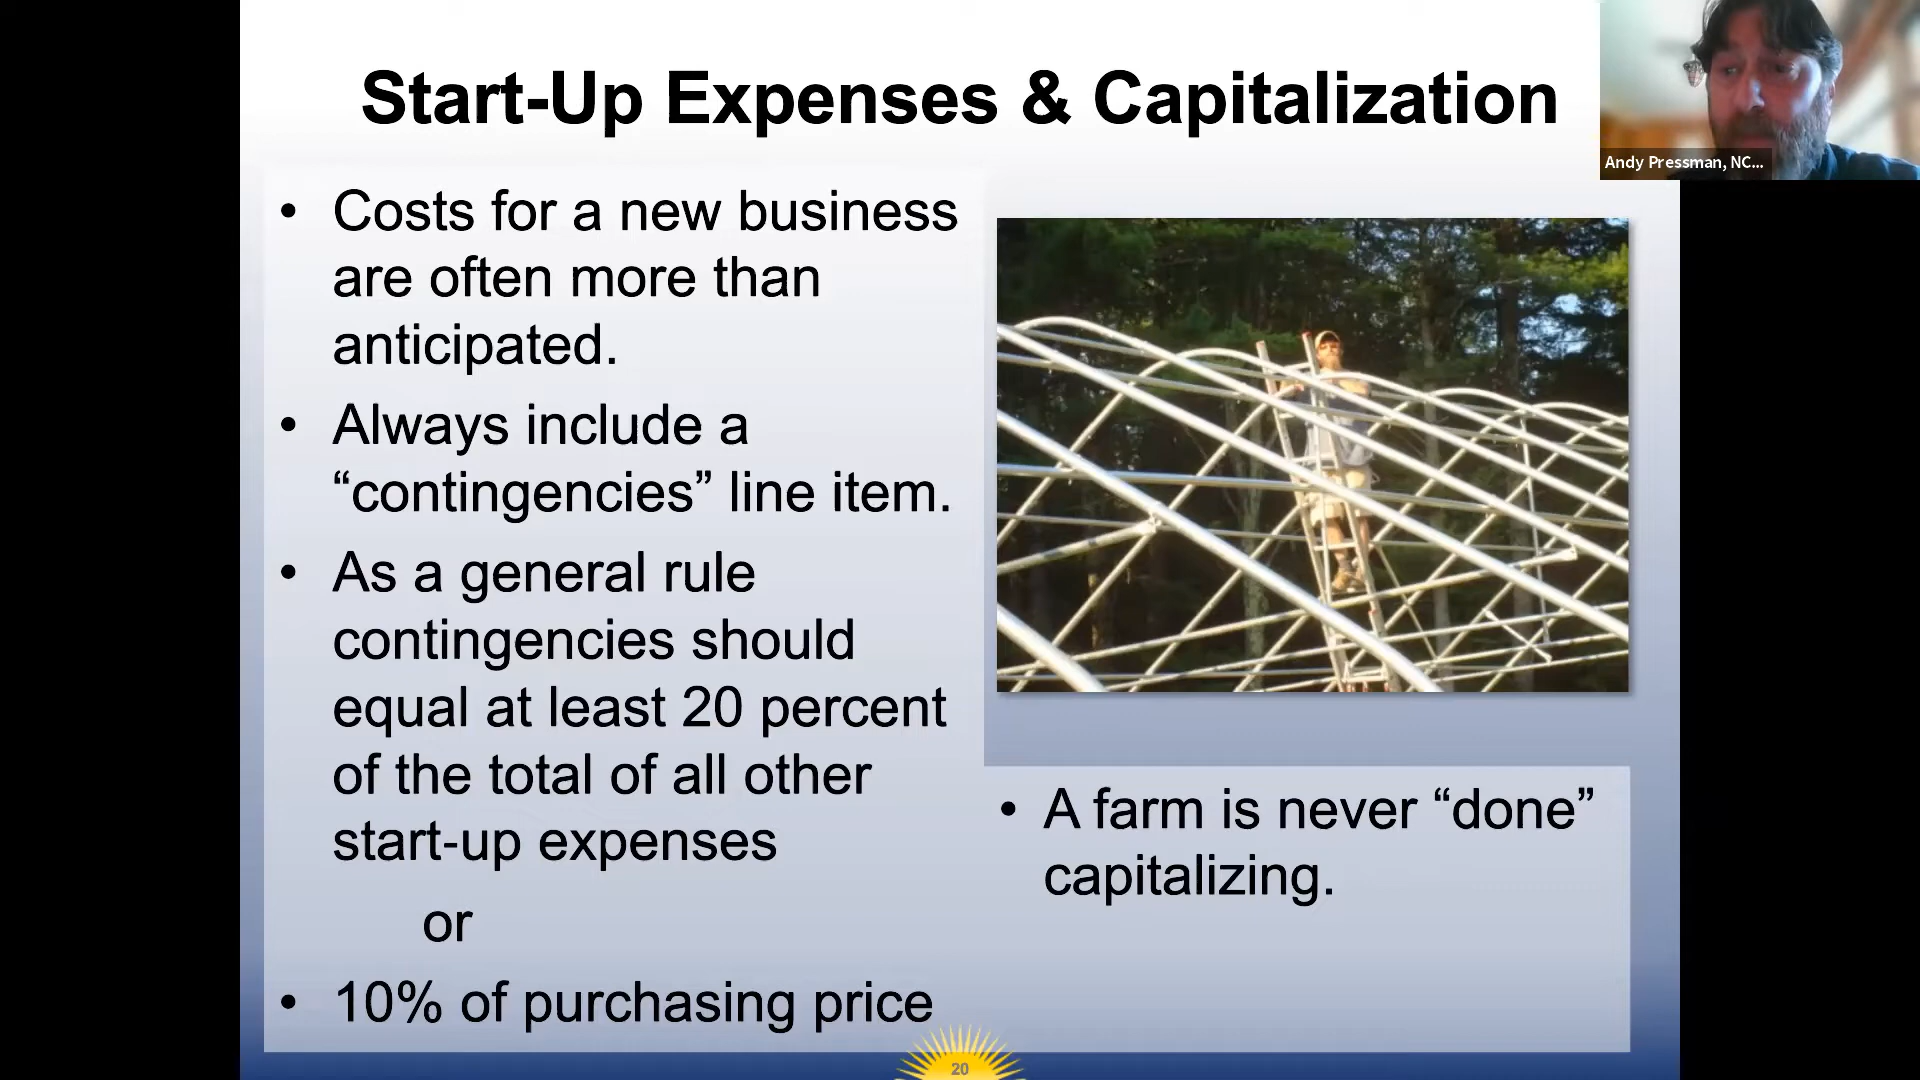 Start-Up Expenses & Capitalization
Andy Pressman, NC...
• Costs for a new business
are often more than
anticipated.
• Always include a
“contingencies” line item.
• As a general rule
contingencies should
equal at least 20 percent
of the total of all other
start-up expenses
or
• 10% of purchasing price
• A farm is never “done”
capitalizing.
20